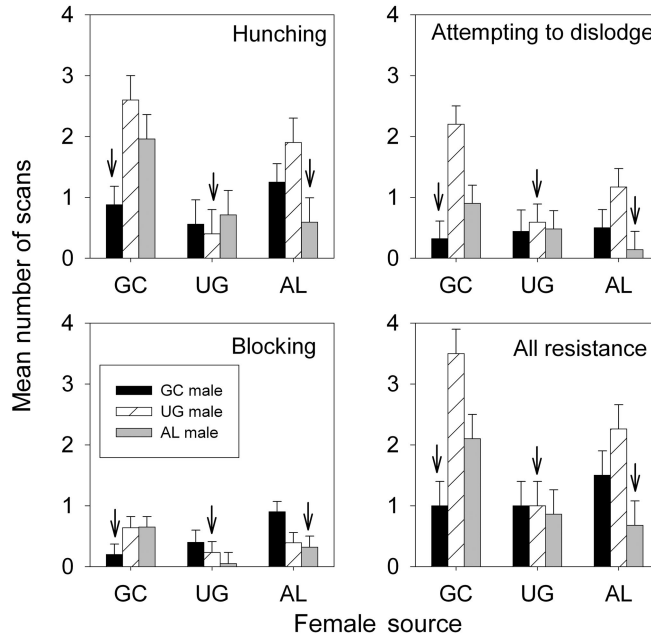 Mean number of scans
4
3
2
1
0
Hunching
GC UG AL
4
3
2
1
0
Attempting to dislodge
GC UG AL
4
3
2
1
0
Blocking
GC male
UG male
AL male
GC UG AL
4
3
2
1
0
All resistance
GC UG AL
Female source